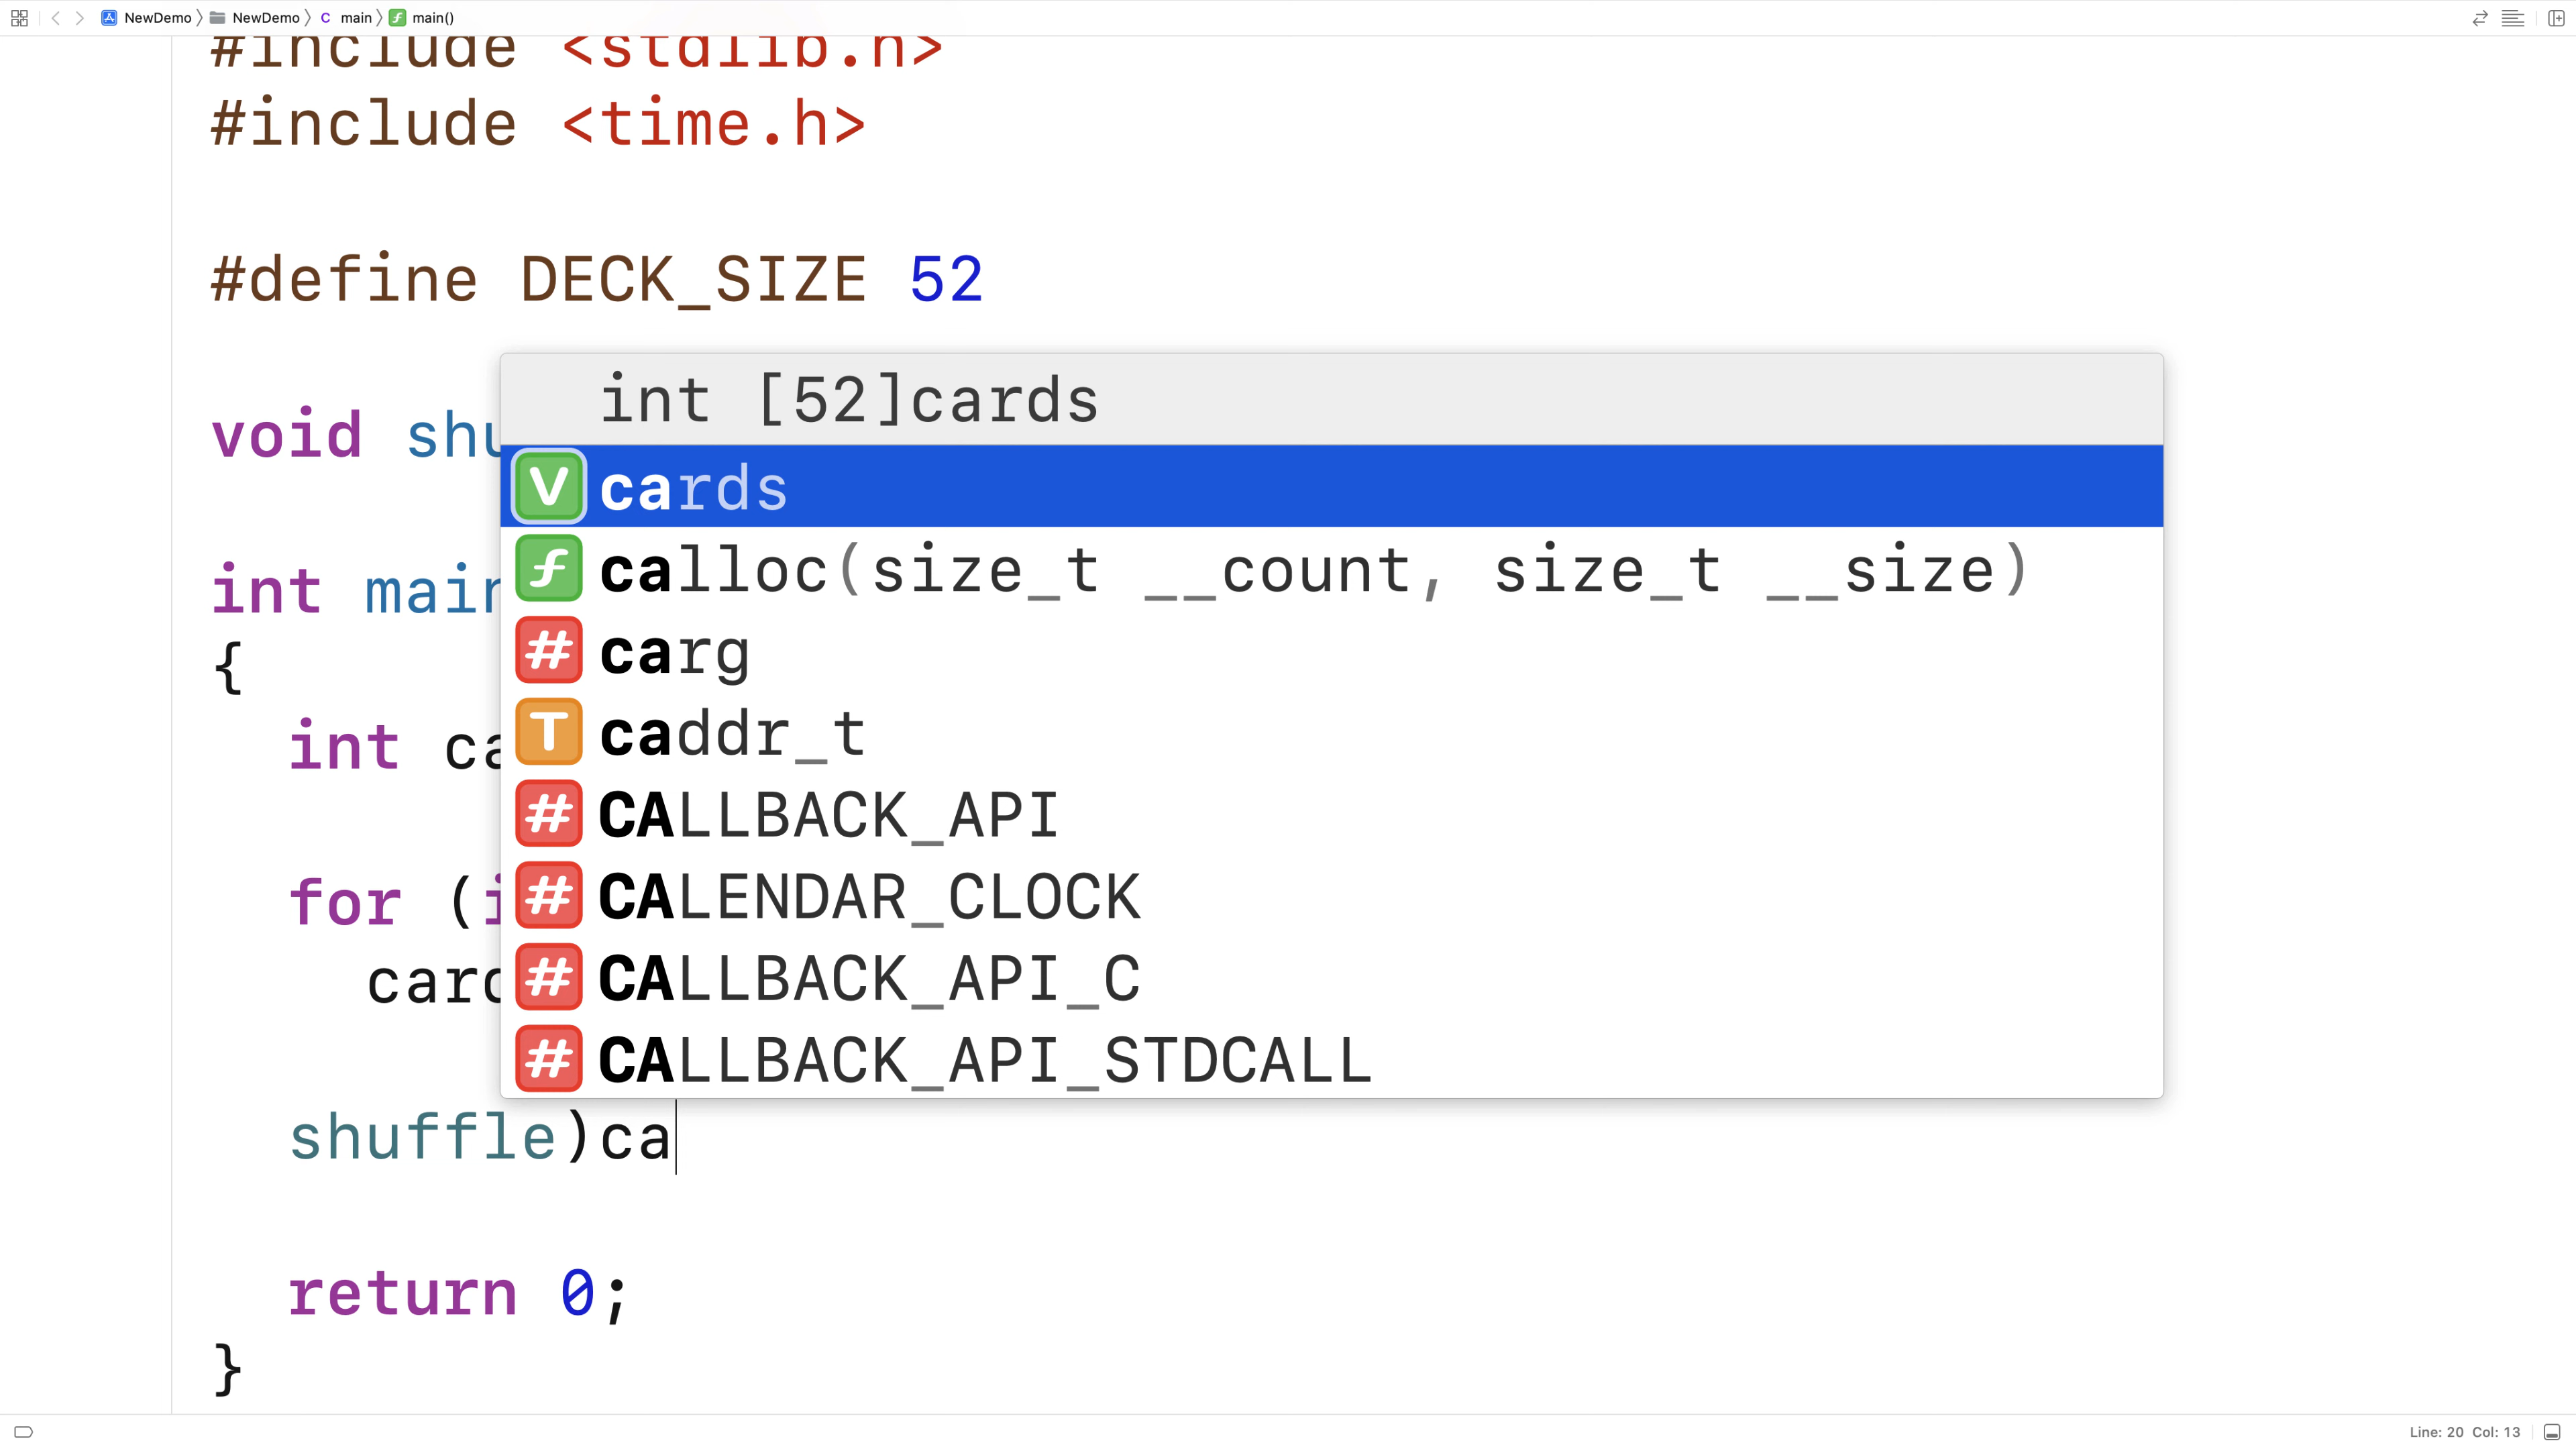 NewDemo NewDemo C main main()
#include <stdlib.h>
#include <time.h>
#define DECK_SIZE 52
int [52]cards
void shu
V cards
f calloc(size_t __count, size_t __size)
int main
# carg
{
T caddr_t
int ca
# CALLBACK_API
for (i
# CALENDAR_CLOCK
card
# CALLBACK_API_C
# CALLBACK_API_STDCALL
shuffle)ca
return 0;
}
Line: 20 Col: 13